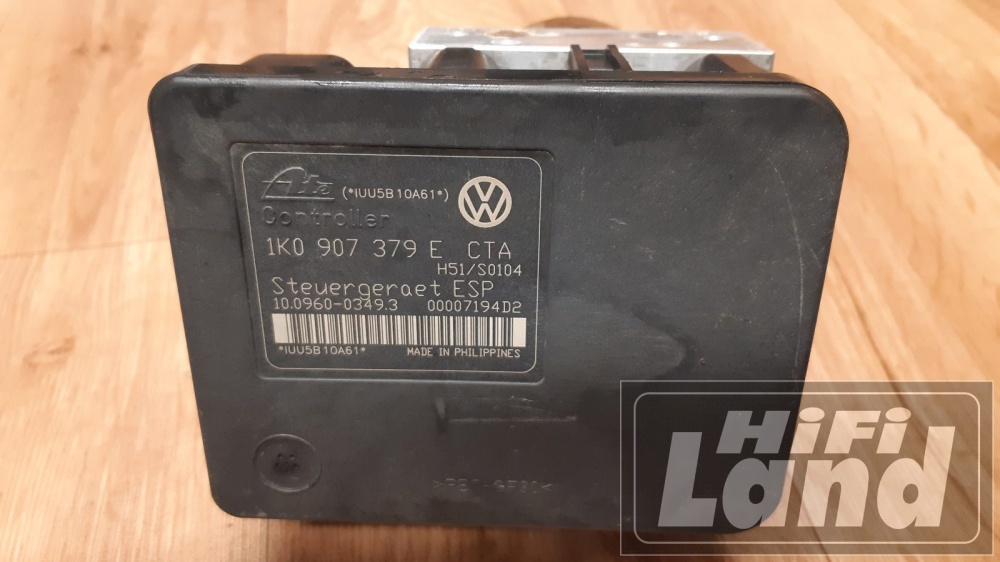 Ate (*IUU5B10A61*)
Controller
1K0 907 379 E CTA
H51/S0104
Steuergeraet ESP
10.0960-0349.3 00007194D2
*IUU5B10A61* MADE IN PHILIPPINES
HiFi
Land